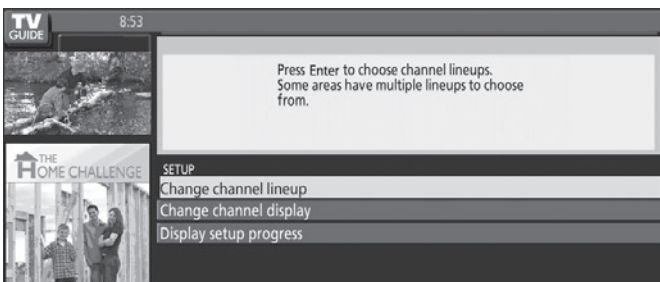 TV
GUIDE
8:53
Press Enter to choose channel lineups.
Some areas have multiple lineups to choose
from.
THE
HOME CHALLENGE
SETUP
Change channel lineup
Change channel display
Display setup progress